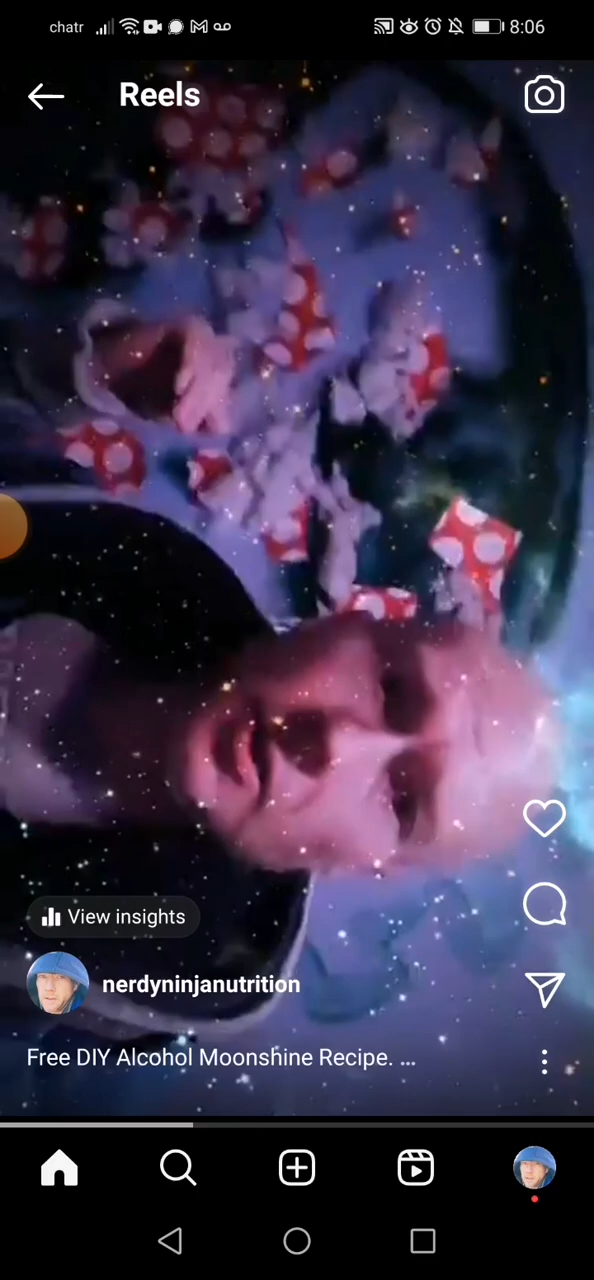 chatr 8:06
Reels
View insights
nerdyninjanutrition
Free DIY Alcohol Moonshine Recipe. ...